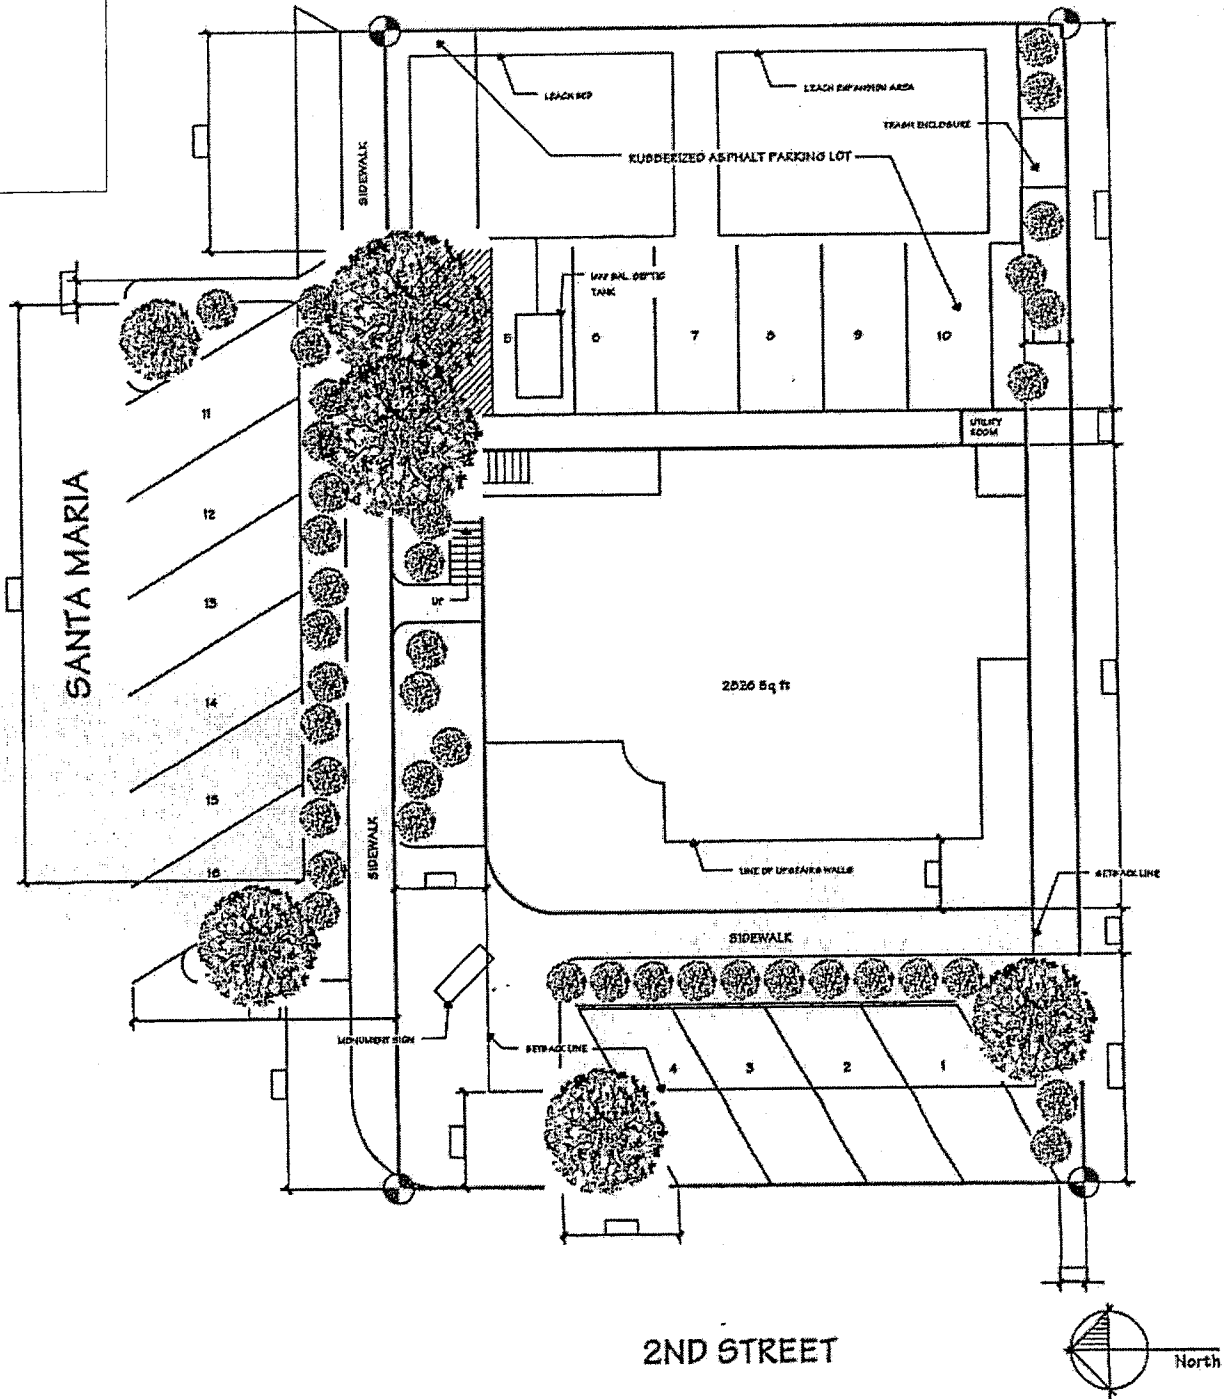 LEACH BED
LEACH EXPANSION AREA
TRASH ENCLOSURE
RUBBERIZED ASPHALT PARKING LOT
SIDEWALK
TANK
5
6
7
8
9
10
UTILITY
ROOM
11
12
13
14
15
16
SANTA MARIA
UP
2526 Sq ft
SIDEWALK
LINE OF UPSTAIRS WALLS
SETBACK LINE
SIDEWALK
MONUMENT SIGN
SETBACK LINE
4
3
2
1
2ND STREET
North